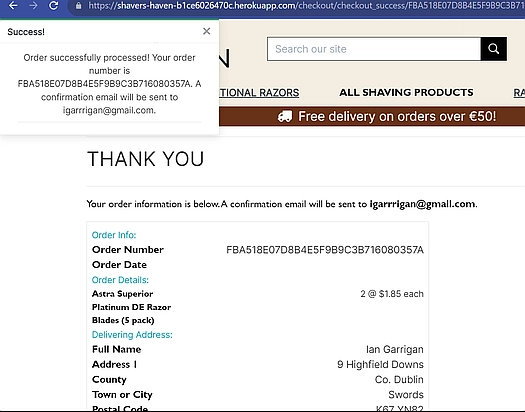 https://shavers-haven-b1ce6026470c.herokuapp.com/checkout/checkout_success/FBA518E07D8B4E5F9B9C3B71
Success!
×
Order successfully processed! Your order
number is
FBA518E07D8B4E5F9B9C3B716080357A. A
confirmation email will be sent to
igarrrigan@gmail.com.
N
Search our site
TIONAL RAZORS
ALL SHAVING PRODUCTS
RA
Free delivery on orders over €50!
THANK YOU
Your order information is below. A confirmation email will be sent to igarrrigan@gmail.com.
Order Info:
Order Number FBA518E07D8B4E5F9B9C3B716080357A
Order Date
Order Details:
Astra Superior 2 @ $1.85 each
Platinum DE Razor
Blades (5 pack)
Delivering Address:
Full Name Ian Garrigan
Address 1 9 Highfield Downs
County Co. Dublin
Town or City Swords
Postal Code K67 YN82